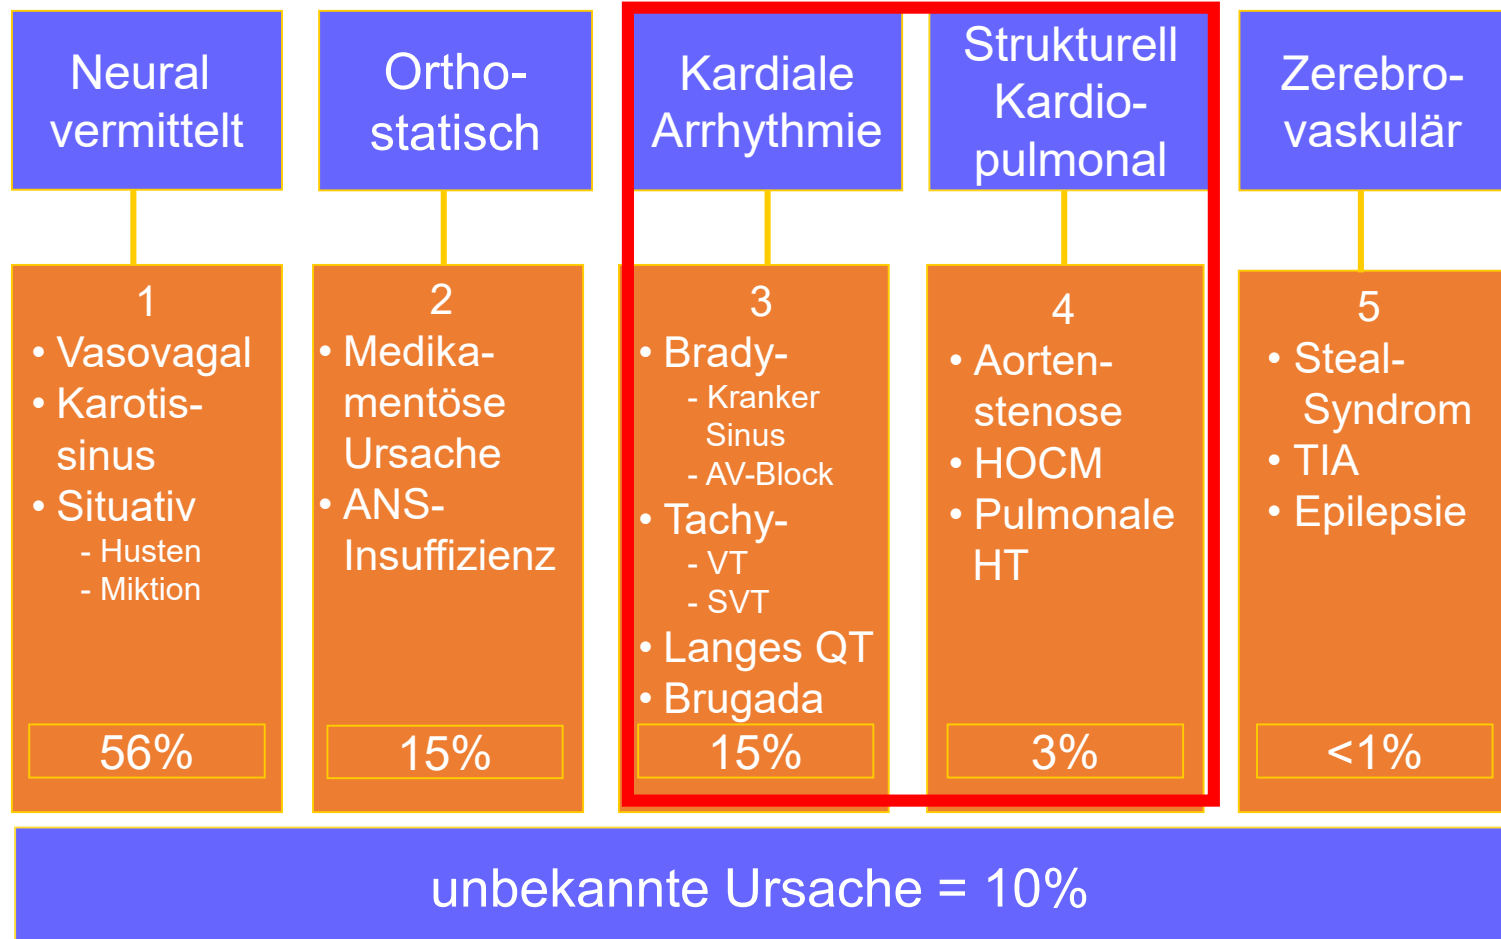 Neural
vermittelt
Ortho-
statisch
Kardiale
Arrhythmie
Strukturell
Kardio-
pulmonal
Zerebro-
vaskulär
1
• Vasovagal
• Karotis-
sinus
• Situativ
- Husten
- Miktion
56%
2
• Medika-
mentöse
Ursache
• ANS-
Insuffizienz
15%
3
• Brady-
- Kranker
Sinus
- AV-Block
• Tachy-
- VT
- SVT
• Langes QT
• Brugada
15%
4
• Aorten-
stenose
• HOCM
• Pulmonale
HT
3%
5
• Steal-
Syndrom
• TIA
• Epilepsie
<1%
unbekannte Ursache = 10%